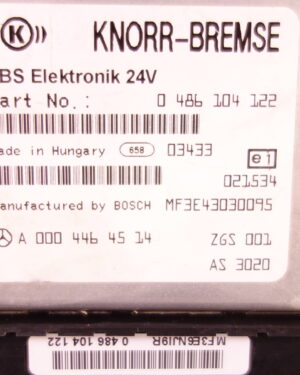 K KNORR-BREMSE
BS Elektronik 24V
art No.: 0 486 104 122
ade in Hungary 658 03433
e1
021534
anufactured by BOSCH MF3E43030095
A 000 446 45 14 ZGS 001
AS 3020
MF3E6NJ19R
0 486 104 122